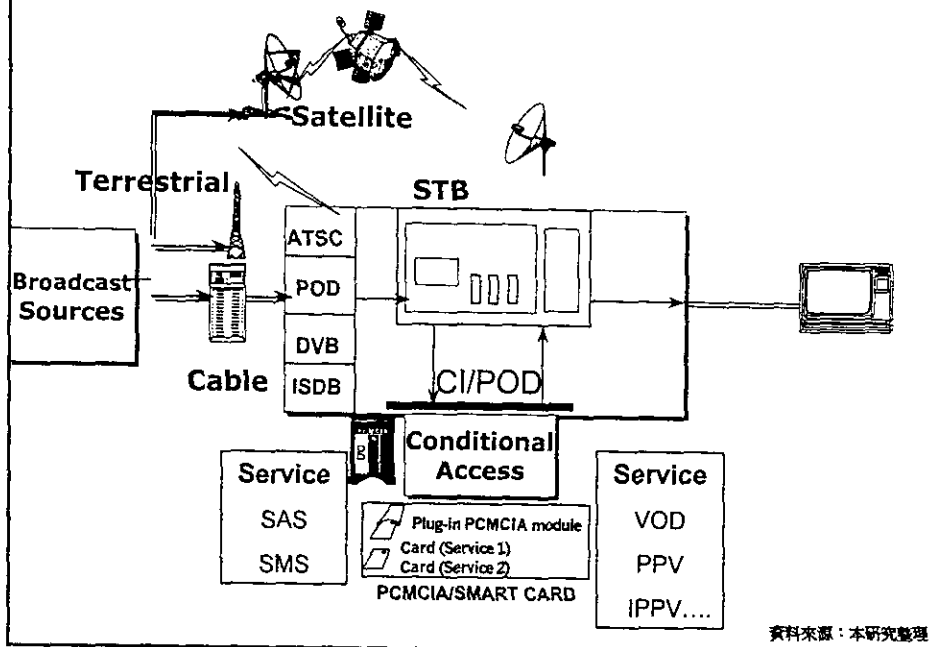 Satellite
Terrestrial
STB
Broadcast
Sources
Cable
ATSC
POD
DVB
ISDB
CI/POD
Conditional
Access
Service
SAS
SMS
Plug-in PCMCIA module
Card (Service 1)
Card (Service 2)
PCMCIA/SMART CARD
Service
VOD
PPV
IPPV....
資料來源：本研究整理